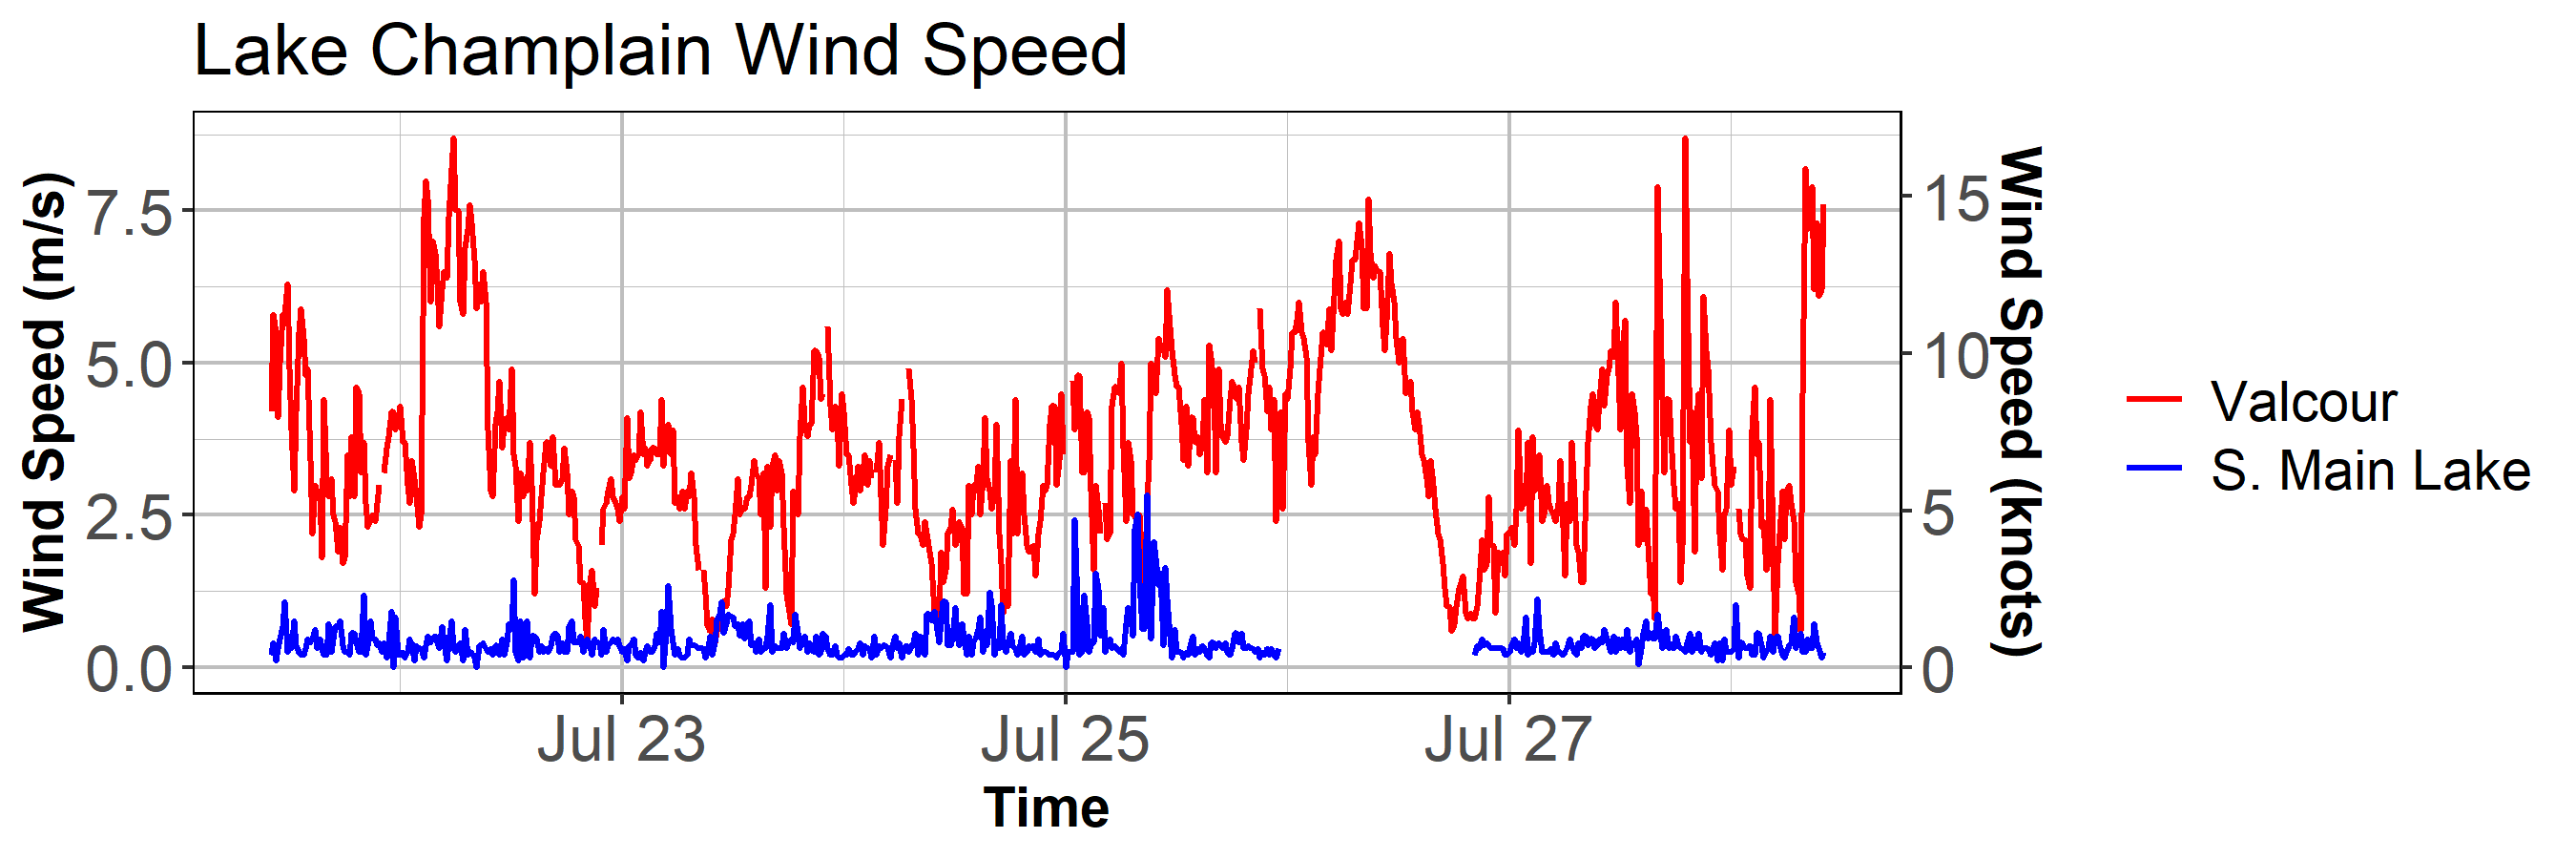 Lake Champlain Wind Speed
Wind Speed (m/s)
7.5
5.0
2.5
0.0
15
10
5
0
Wind Speed (knots)
Jul 23
Jul 25
Jul 27
Time
Valcour
S. Main Lake